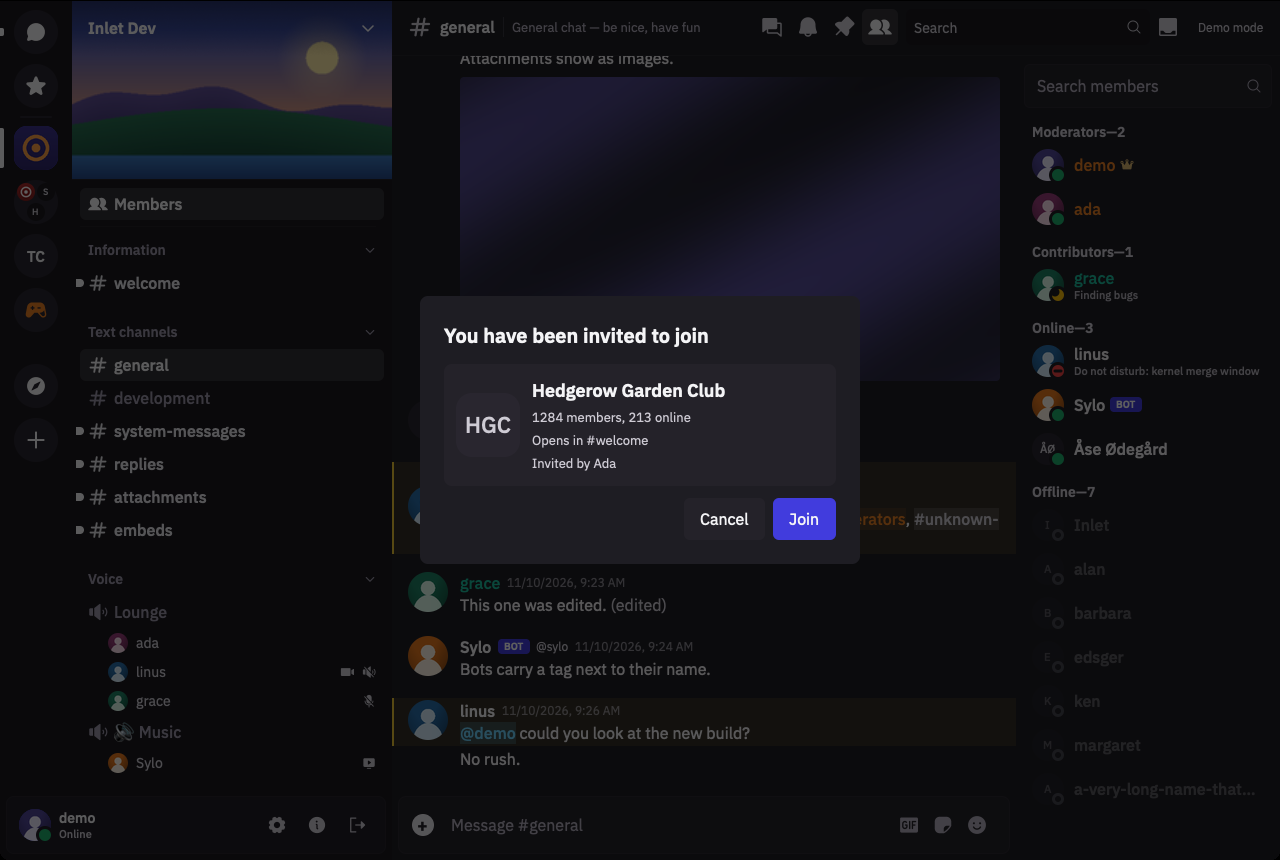 Inlet Dev
Members
Information
welcome
Text channels
general
development
system-messages
replies
attachments
embeds
Voice
Lounge
ada
linus
grace
Music
Sylo
demo
Online
S
H
TC
# general
General chat — be nice, have fun
Search
Demo mode
Attachments show as images.
You have been invited to join
HGC
Hedgerow Garden Club
1284 members, 213 online
Opens in #welcome
Invited by Ada
Cancel
Join
erators, #unknown-
grace 11/10/2026, 9:23 AM
This one was edited. (edited)
Sylo BOT @sylo 11/10/2026, 9:24 AM
Bots carry a tag next to their name.
linus 11/10/2026, 9:26 AM
@demo could you look at the new build?
No rush.
Message #general
GIF
Search members
Moderators—2
demo
ada
Contributors—1
grace
Finding bugs
Online—3
linus
Do not disturb: kernel merge window
Sylo BOT
ÅØ
Åse Ødegård
Offline—7
I
Inlet
A
alan
B
barbara
E
edsger
K
ken
M
margaret
A
a-very-long-name-that...